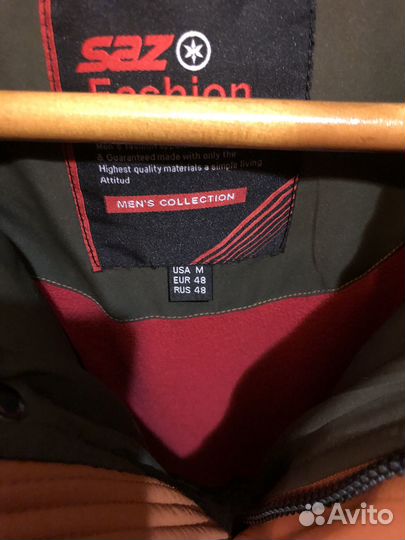 saz
Fashion
& Guaranteed made with only the
Highest quality materials a simple living
Attitud
MEN'S COLLECTION
USA M
EUR 48
RUS 48
Avito